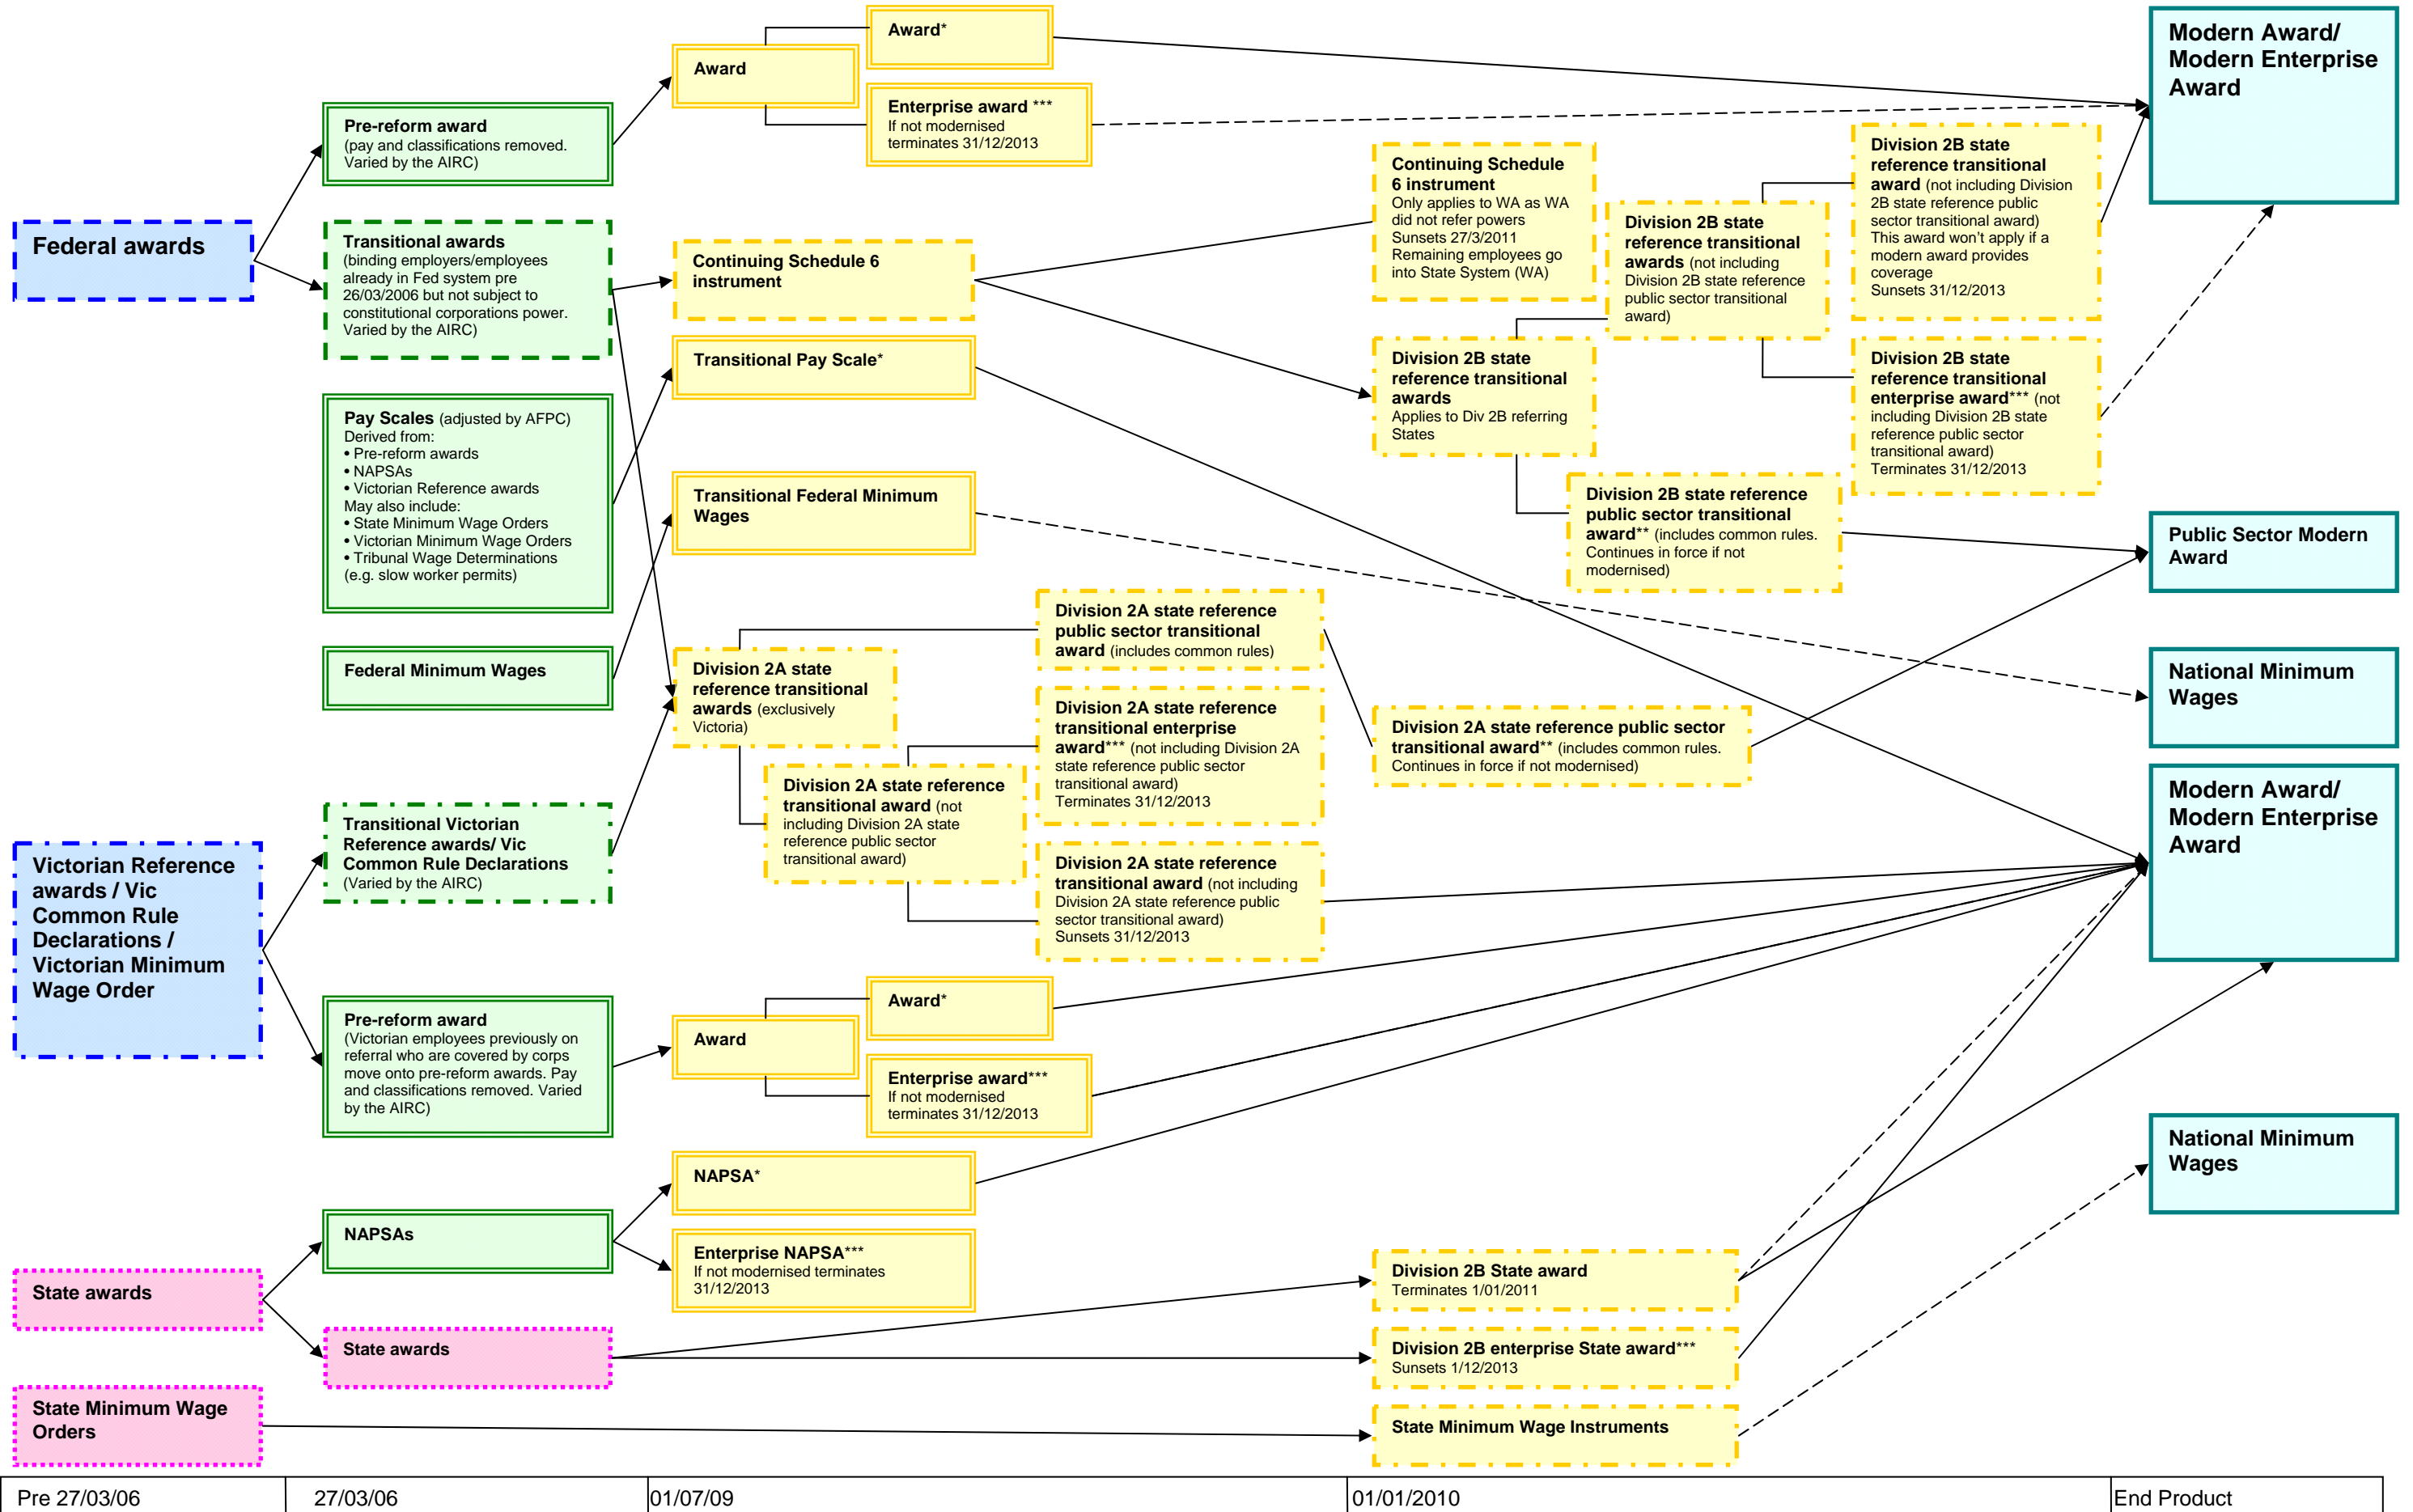 Federal awards
Victorian Reference
awards / Vic
Common Rule
Declarations /
Victorian Minimum
Wage Order
State awards
State Minimum Wage
Orders
Pre-reform award
(pay and classifications removed.
Varied by the AIRC)
Transitional awards
(binding employers/employees
already in Fed system pre
26/03/2006 but not subject to
constitutional corporations power.
Varied by the AIRC)
Pay Scales (adjusted by AFPC)
Derived from:
• Pre-reform awards
• NAPSAs
• Victorian Reference awards
May also include:
• State Minimum Wage Orders
• Victorian Minimum Wage Orders
• Tribunal Wage Determinations
(e.g. slow worker permits)
Federal Minimum Wages
Transitional Victorian
Reference awards/ Vic
Common Rule Declarations
(Varied by the AIRC)
Pre-reform award
(Victorian employees previously on
referral who are covered by corps
move onto pre-reform awards. Pay
and classifications removed. Varied
by the AIRC)
NAPSAs
State awards
Award
Award*
Enterprise award ***
If not modernised
terminates 31/12/2013
Continuing Schedule 6
instrument
Transitional Pay Scale*
Transitional Federal Minimum
Wages
Division 2A state
reference transitional
awards (exclusively
Victoria)
Division 2A state reference
transitional award (not
including Division 2A state
reference public sector
transitional award)
Division 2A state reference
public sector transitional
award (includes common rules)
Division 2A state reference
transitional enterprise
award*** (not including Division 2A
state reference public sector
transitional award)
Terminates 31/12/2013
Division 2A state reference
transitional award (not including
Division 2A state reference public
sector transitional award)
Sunsets 31/12/2013
Award
Award*
Enterprise award***
If not modernised
terminates 31/12/2013
NAPSA*
Enterprise NAPSA***
If not modernised terminates
31/12/2013
Continuing Schedule
6 instrument
Only applies to WA as WA
did not refer powers
Sunsets 27/3/2011
Remaining employees go
into State System (WA)
Division 2B state
reference transitional
awards
Applies to Div 2B referring
States
Division 2B state
reference transitional
awards (not including
Division 2B state reference
public sector transitional
award)
Division 2B state
reference transitional
award (not including Division
2B state reference public
sector transitional award)
This award won't apply if a
modern award provides
coverage
Sunsets 31/12/2013
Division 2B state
reference transitional
enterprise award*** (not
including Division 2B state
reference public sector
transitional award)
Terminates 31/12/2013
Division 2B state reference
public sector transitional
award** (includes common rules.
Continues in force if not
modernised)
Division 2A state reference public sector
transitional award** (includes common rules.
Continues in force if not modernised)
Division 2B State award
Terminates 1/01/2011
Division 2B enterprise State award***
Sunsets 1/12/2013
State Minimum Wage Instruments
Modern Award/
Modern Enterprise
Award
Public Sector Modern
Award
National Minimum
Wages
Modern Award/
Modern Enterprise
Award
National Minimum
Wages
Pre 27/03/06
27/03/06
01/07/09
01/01/2010
End Product